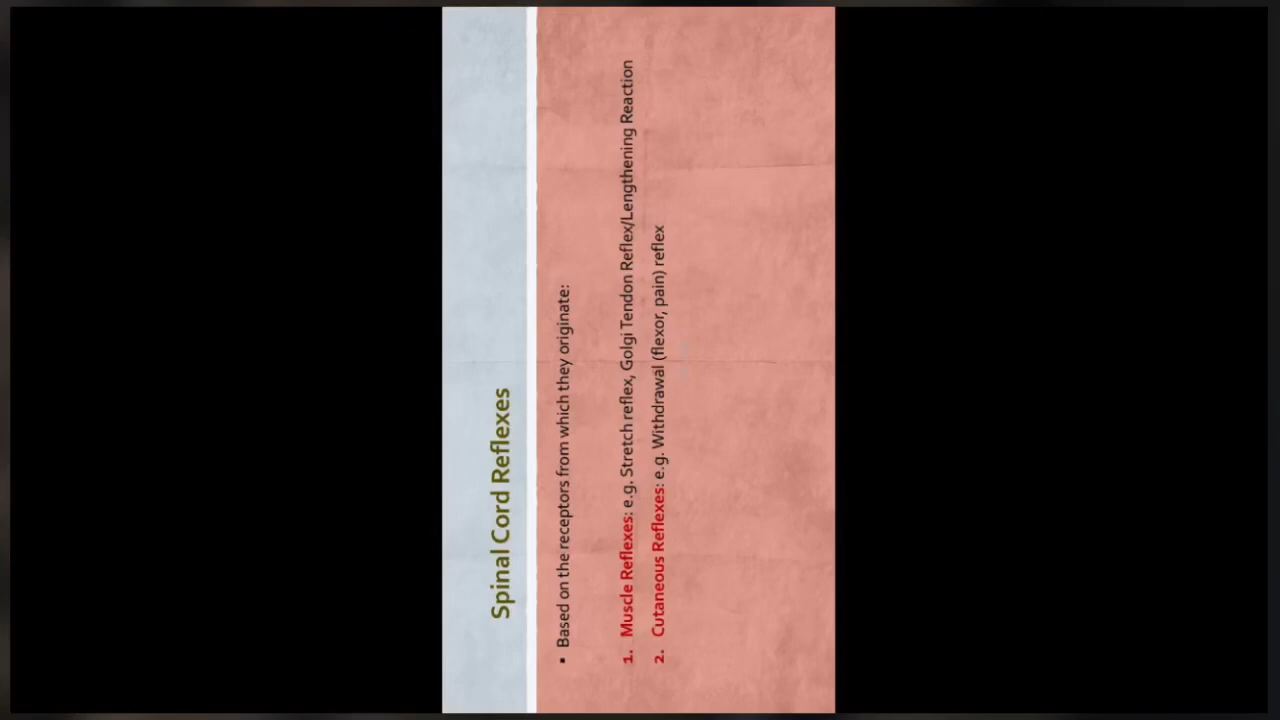 Spinal Cord Reflexes
▪ Based on the receptors from which they originate:
1. Muscle Reflexes: e.g. Stretch reflex, Golgi Tendon Reflex/Lengthening Reaction
2. Cutaneous Reflexes: e.g. Withdrawal (flexor, pain) reflex